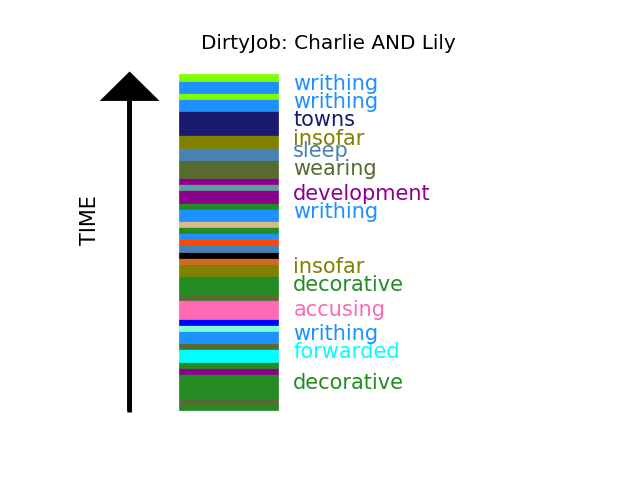 DirtyJob: Charlie AND Lily
TIME
writhing
writhing
towns
insofar
sleep
wearing
development
writhing
insofar
decorative
accusing
writhing
forwarded
decorative